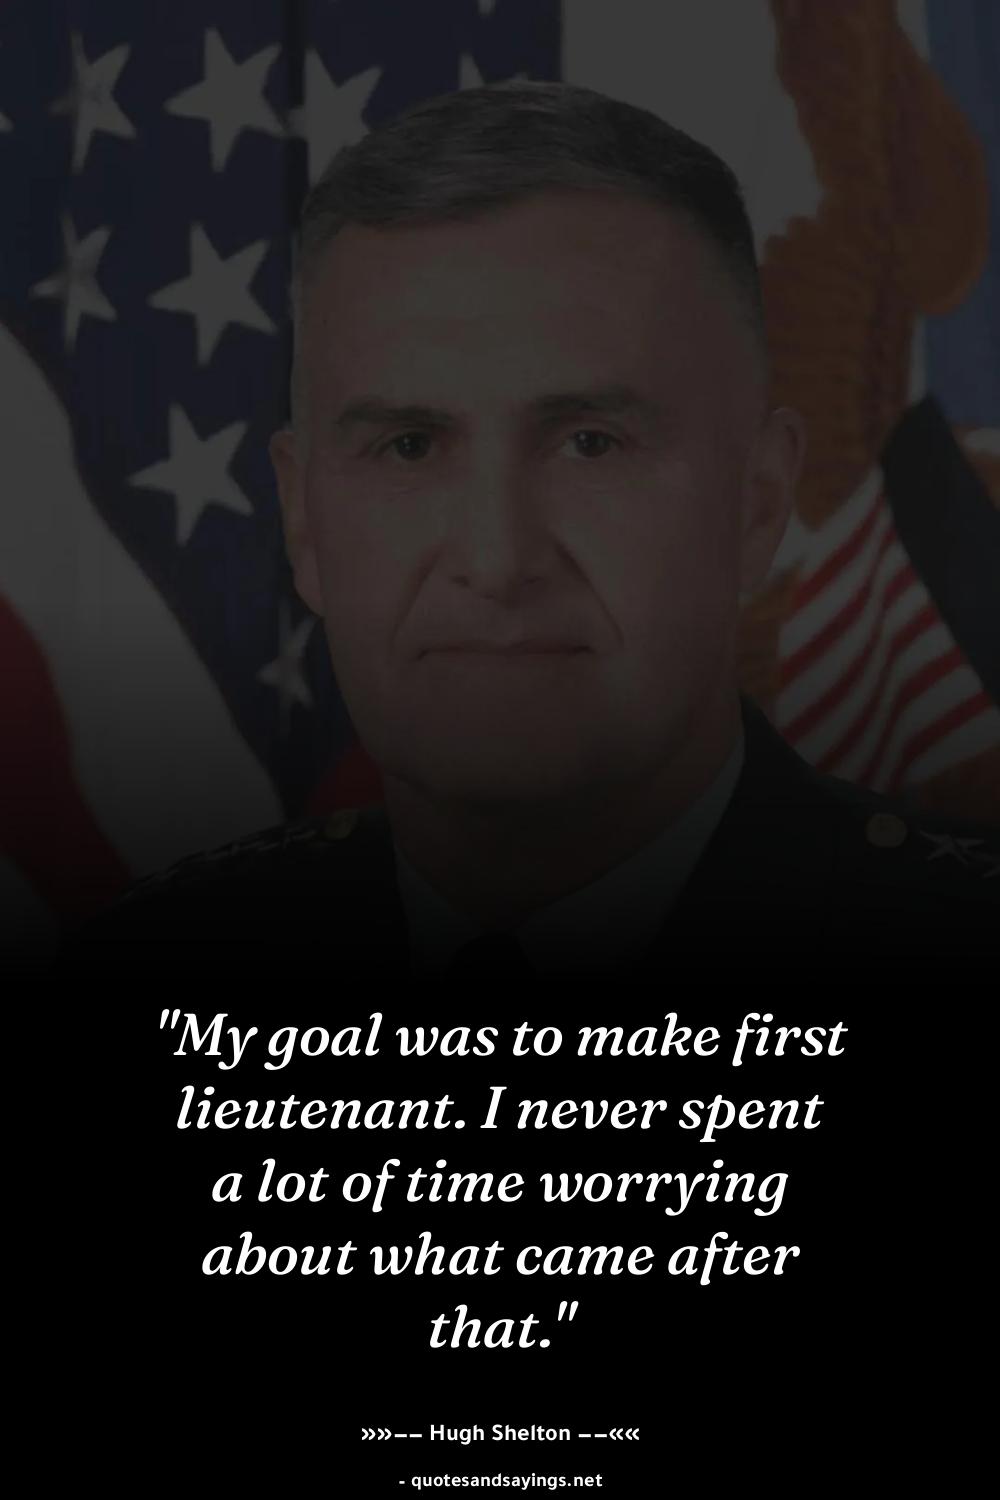 "My goal was to make first
lieutenant. I never spent
a lot of time worrying
about what came after
that."
»»−− Hugh Shelton −−««
- quotesandsayings.net